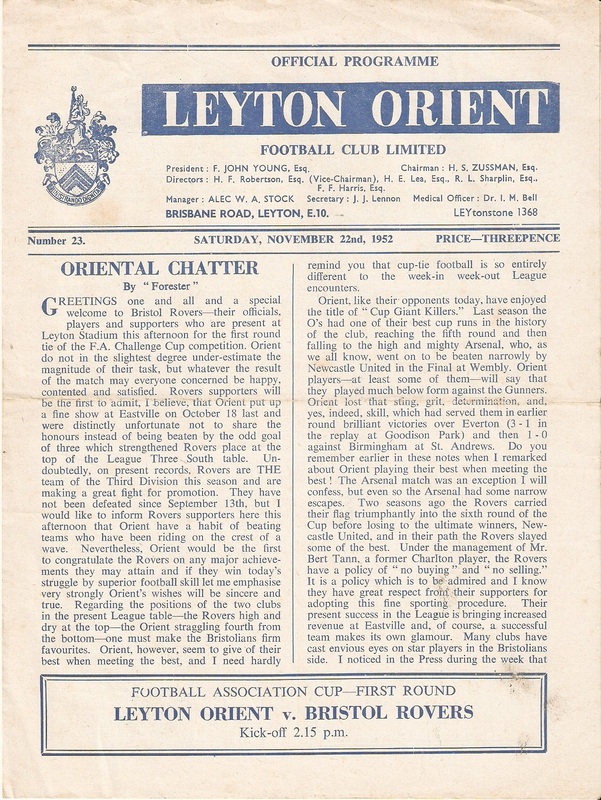 OFFICIAL PROGRAMME
LEYTON ORIENT
FOOTBALL CLUB LIMITED
President : F. JOHN YOUNG, Esq. Chairman : H. S. ZUSSMAN, Esq.
Directors : H. F. Robertson, Esq. (Vice-Chairman), H. E. Lea, Esq., R. L. Sharplin, Esq.,
F. F. Harris, Esq.
Manager : ALEC W. A. STOCK Secretary : J. J. Lennon Medical Officer : Dr. I. M. Bell
BRISBANE ROAD, LEYTON, E.10. LEYtonstone 1368
Number 23. SATURDAY, NOVEMBER 22nd, 1952 PRICE—THREEPENCE
ORIENTAL CHATTER
By “Forester”
GREETINGS one and all and a special
welcome to Bristol Rovers—their officials,
players and supporters who are present at
Leyton Stadium this afternoon for the first round
tie of the F.A. Challenge Cup competition. Orient
do not in the slightest degree under-estimate the
magnitude of their task, but whatever the result
of the match may everyone concerned be happy,
contented and satisfied. Rovers supporters will
be the first to admit, I believe, that Orient put up
a fine show at Eastville on October 18 last and
were distinctly unfortunate not to share the
honours instead of being beaten by the odd goal
of three which strengthened Rovers place at the
top of the League Three South table. Un-
doubtedly, on present records, Rovers are THE
team of the Third Division this season and are
making a great fight for promotion. They have
not been defeated since September 13th, but I
would like to inform Rovers supporters here this
afternoon that Orient have a habit of beating
teams who have been riding on the crest of a
wave. Nevertheless, Orient would be the first
to congratulate the Rovers on any major achieve-
ments they may attain and if they win today's
struggle by superior football skill let me emphasise
very strongly Orient's wishes will be sincere and
true. Regarding the positions of the two clubs
in the present League table—the Rovers high and
dry at the top—the Orient straggling fourth from
the bottom—one must make the Bristolians firm
favourites. Orient, however, seem to give of their
best when meeting the best, and I need hardly
remind you that cup-tie football is so entirely
different to the week-in week-out League
encounters.
Orient, like their opponents today, have enjoyed
the title of “Cup Giant Killers.” Last season the
O's had one of their best cup runs in the history
of the club, reaching the fifth round and then
falling to the high and mighty Arsenal, who, as
we all know, went on to be beaten narrowly by
Newcastle United in the Final at Wembly. Orient
players—at least some of them—will say that
they played much below form against the Gunners.
Orient lost that sting, grit, determination, and,
yes, indeed, skill, which had served them in earlier
round brilliant victories over Everton (3-1 in
the replay at Goodison Park) and then 1-0
against Birmingham at St. Andrews. Do you
remember earlier in these notes when I remarked
about Orient playing their best when meeting the
best! The Arsenal match was an exception I will
confess, but even so the Arsenal had some narrow
escapes. Two seasons ago the Rovers carried
their flag triumphantly into the sixth round of the
Cup before losing to the ultimate winners, New-
castle United, and in their path the Rovers slayed
some of the best. Under the management of Mr.
Bert Tann, a former Charlton player, the Rovers
have a policy of “no buying” and “no selling.”
It is a policy which is to be admired and I know
they have great respect from their supporters for
adopting this fine sporting procedure. Their
present success in the League is bringing increased
revenue at Eastville and, of course, a successful
team makes its own glamour. Many clubs have
cast envious eyes on star players in the Bristolians
side. I noticed in the Press during the week that
FOOTBALL ASSOCIATION CUP—FIRST ROUND
LEYTON ORIENT v. BRISTOL ROVERS
Kick-off 2.15 p.m.